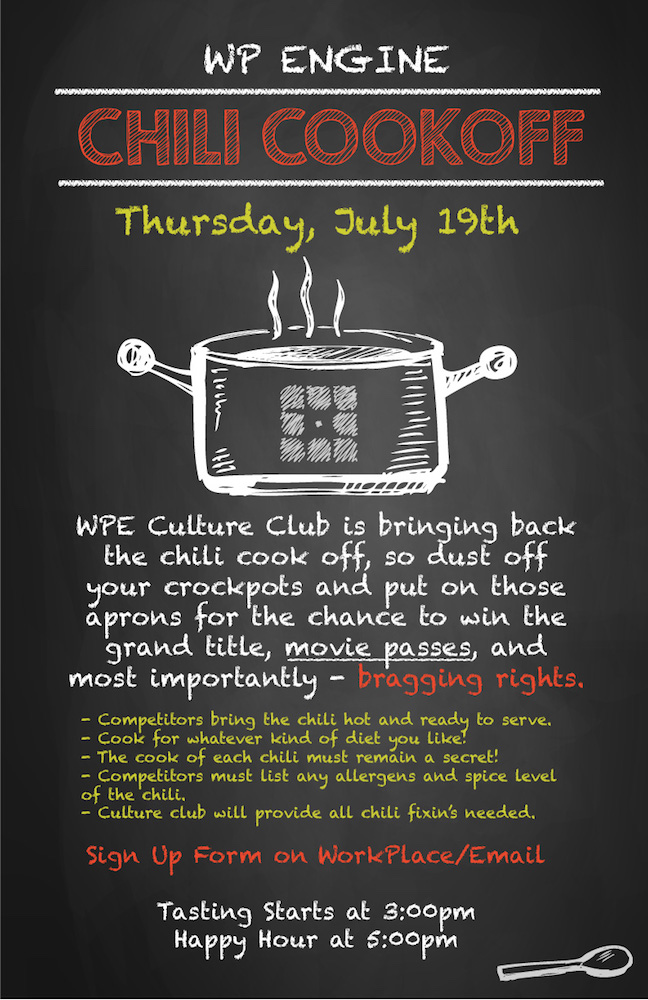 WP ENGINE
CHILI COOKOFF
Thursday, July 19th
WPE Culture Club is bringing back
the chili cook off, so dust off
your crockpots and put on those
aprons for the chance to win the
grand title, movie passes, and
most importantly - bragging rights.
- Competitors bring the chili hot and ready to serve.
- Cook for whatever kind of diet you like!
- The cook of each chili must remain a secret!
- Competitors must list any allergens and spice level
of the chili.
- Culture club will provide all chili fixin's needed.
Sign Up Form on WorkPlace/Email
Tasting Starts at 3:00pm
Happy Hour at 5:00pm